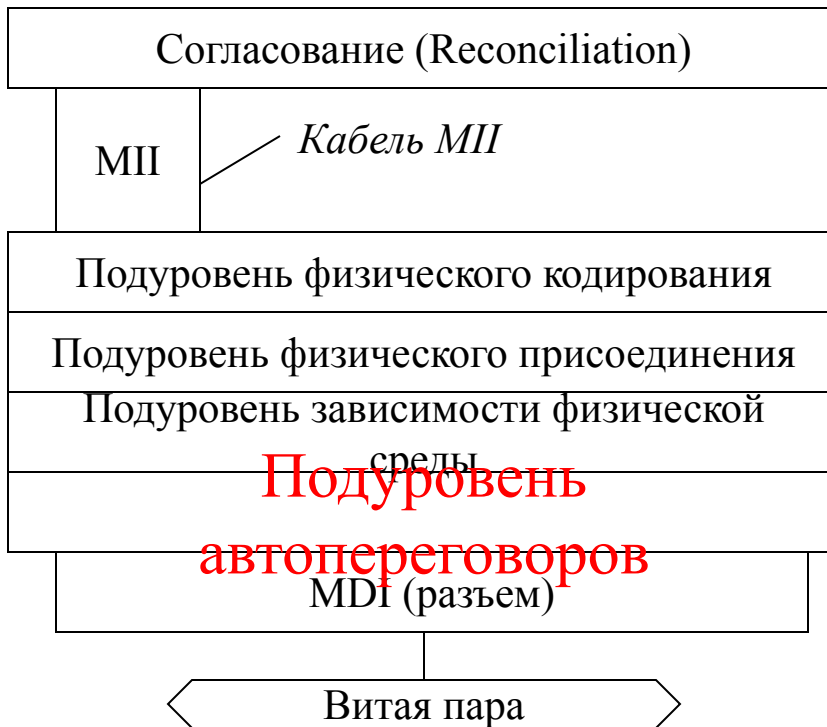 Согласование (Reconciliation)
MII
Кабель MII
Подуровень физического кодирования
Подуровень физического присоединения
Подуровень зависимости физической
среды
Подуровень
автопереговоров
MDI (разъем)
Витая пара